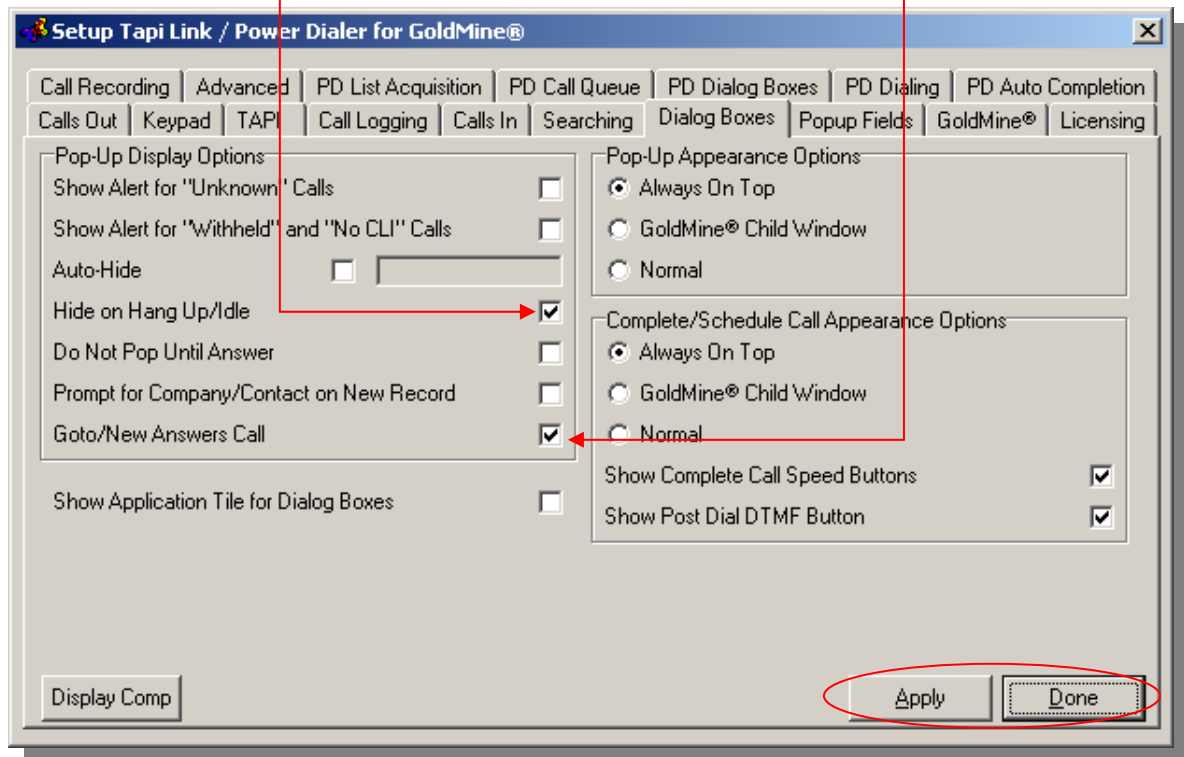 Setup Tapi Link / Power Dialer for GoldMine®
Call Recording Advanced PD List Acquisition PD Call Queue PD Dialog Boxes PD Dialing PD Auto Completion
Calls Out Keypad TAPI Call Logging Calls In Searching Dialog Boxes Popup Fields GoldMine® Licensing
Pop-Up Display Options
Show Alert for "Unknown" Calls
Show Alert for "Withheld" and "No CLI" Calls
Auto-Hide
Hide on Hang Up/Idle
Do Not Pop Until Answer
Prompt for Company/Contact on New Record
Goto/New Answers Call
Show Application Tile for Dialog Boxes
Pop-Up Appearance Options
Always On Top
GoldMine® Child Window
Normal
Complete/Schedule Call Appearance Options
Always On Top
GoldMine® Child Window
Normal
Show Complete Call Speed Buttons
Show Post Dial DTMF Button
Display Comp
Apply Done